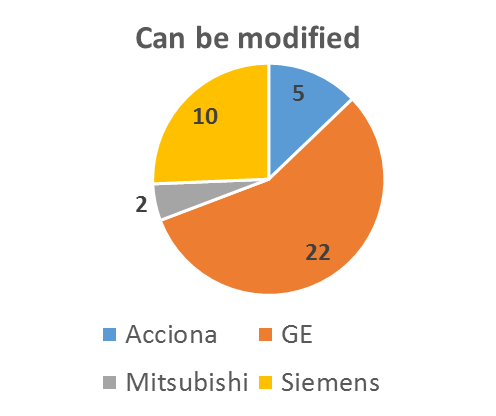 Can be modified
5
10
2
22
Acciona GE
Mitsubishi Siemens